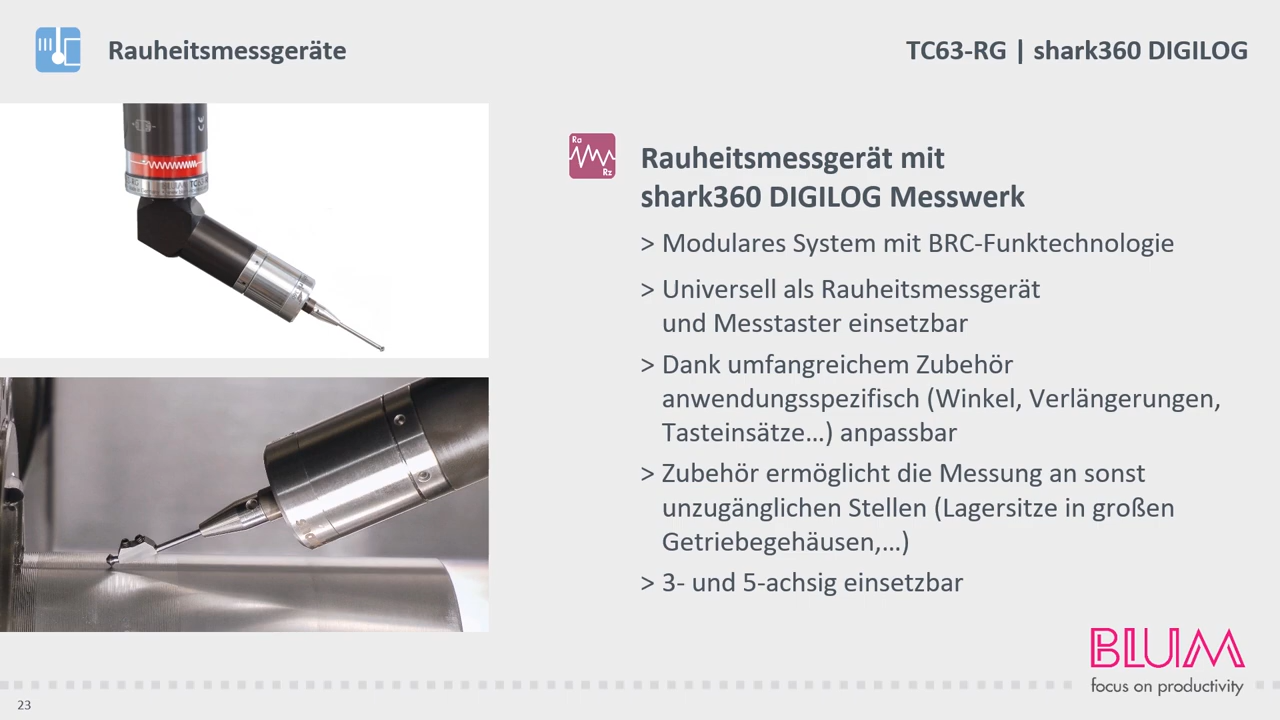 Rauheitsmessgeräte
TC63-RG | shark360 DIGILOG
Ra
Rz
Rauheitsmessgerät mit
shark360 DIGILOG Messwerk
> Modulares System mit BRC-Funktechnologie
> Universell als Rauheitsmessgerät
und Messtaster einsetzbar
> Dank umfangreichem Zubehör
anwendungsspezifisch (Winkel, Verlängerungen,
Tasteinsätze…) anpassbar
> Zubehör ermöglicht die Messung an sonst
unzugänglichen Stellen (Lagersitze in großen
Getriebegehäusen,…)
> 3- und 5-achsig einsetzbar
BLUM
focus on productivity
23